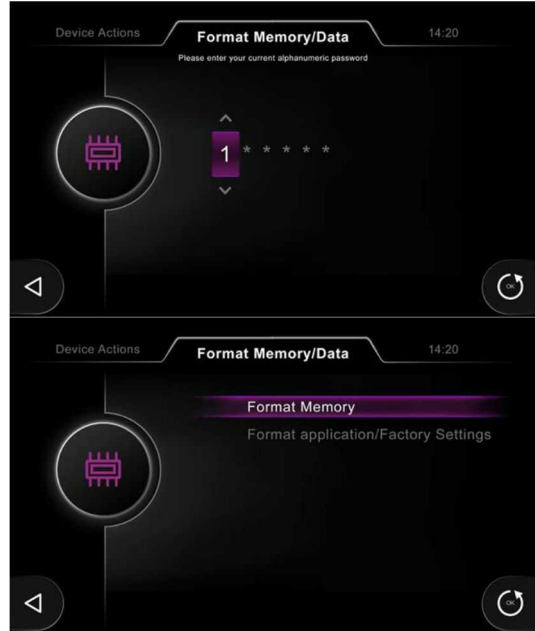 Device Actions
Format Memory/Data
14:20
Please enter your current alphanumeric password
1 * * * * *
OK
Device Actions
Format Memory/Data
14:20
Format Memory
Format application/Factory Settings
OK